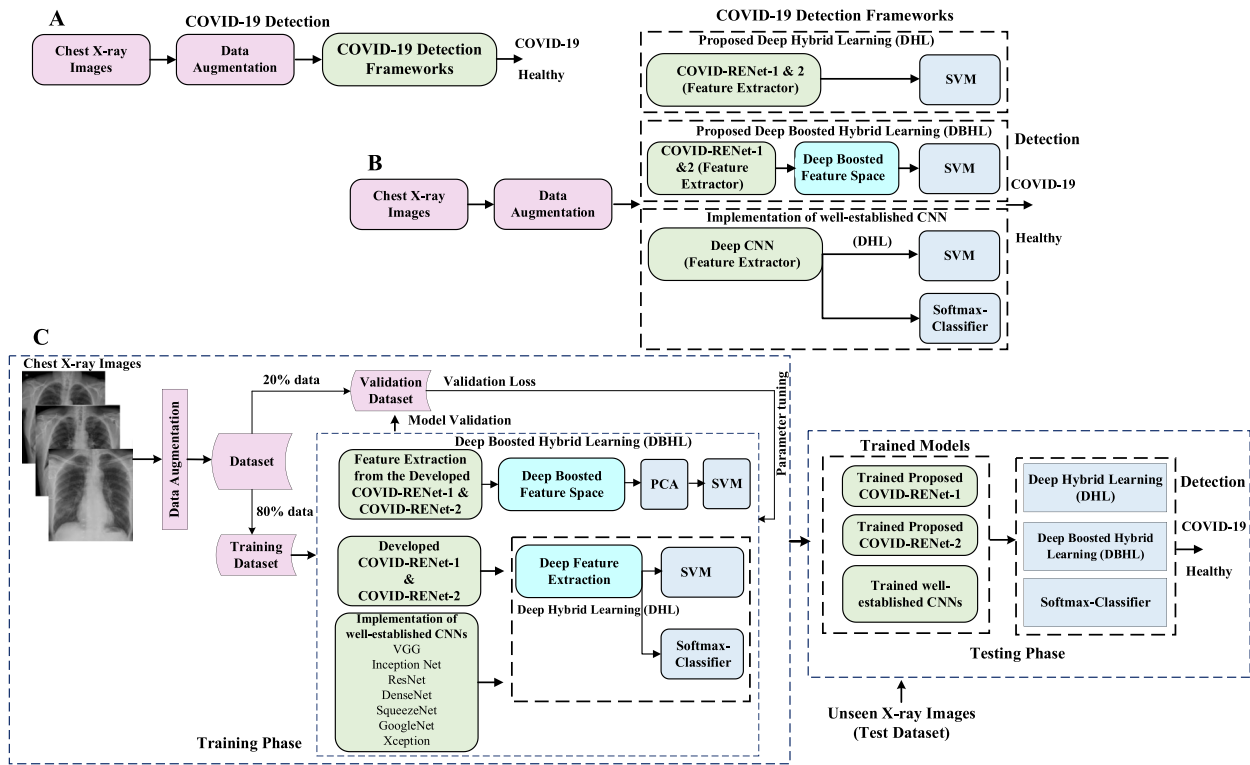 A
COVID-19 Detection
Chest X-ray
Images
Data
Augmentation
COVID-19 Detection
Frameworks
COVID-19
Healthy
COVID-19 Detection Frameworks
Proposed Deep Hybrid Learning (DHL)
COVID-RENet-1 & 2
(Feature Extractor)
SVM
B
Chest X-ray
Images
Data
Augmentation
Proposed Deep Boosted Hybrid Learning (DBHL)
COVID-RENet-1
&2 (Feature
Extractor)
Deep Boosted
Feature Space
SVM
Detection
COVID-19
Healthy
Implementation of well-established CNN
Deep CNN
(Feature Extractor)
(DHL)
SVM
Softmax-
Classifier
C
Chest X-ray Images
Data Augmentation
Dataset
20% data
80% data
Validation
Dataset
Validation Loss
Model Validation
Parameter tuning
Training
Dataset
Deep Boosted Hybrid Learning (DBHL)
Feature Extraction
from the Developed
COVID-RENet-1 &
COVID-RENet-2
Deep Boosted
Feature Space
PCA
SVM
Developed
COVID-RENet-1
&
COVID-RENet-2
Deep Feature
Extraction
SVM
Deep Hybrid Learning (DHL)
Softmax-
Classifier
Implementation of
well-established CNNs
VGG
Inception Net
ResNet
DenseNet
SqueezeNet
GoogleNet
Xception
Training Phase
Trained Models
Trained Proposed
COVID-RENet-1
Trained Proposed
COVID-RENet-2
Trained well-
established CNNs
Deep Hybrid Learning
(DHL)
Deep Boosted Hybrid
Learning (DBHL)
Softmax-Classifier
Detection
COVID-19
Healthy
Testing Phase
Unseen X-ray Images
(Test Dataset)